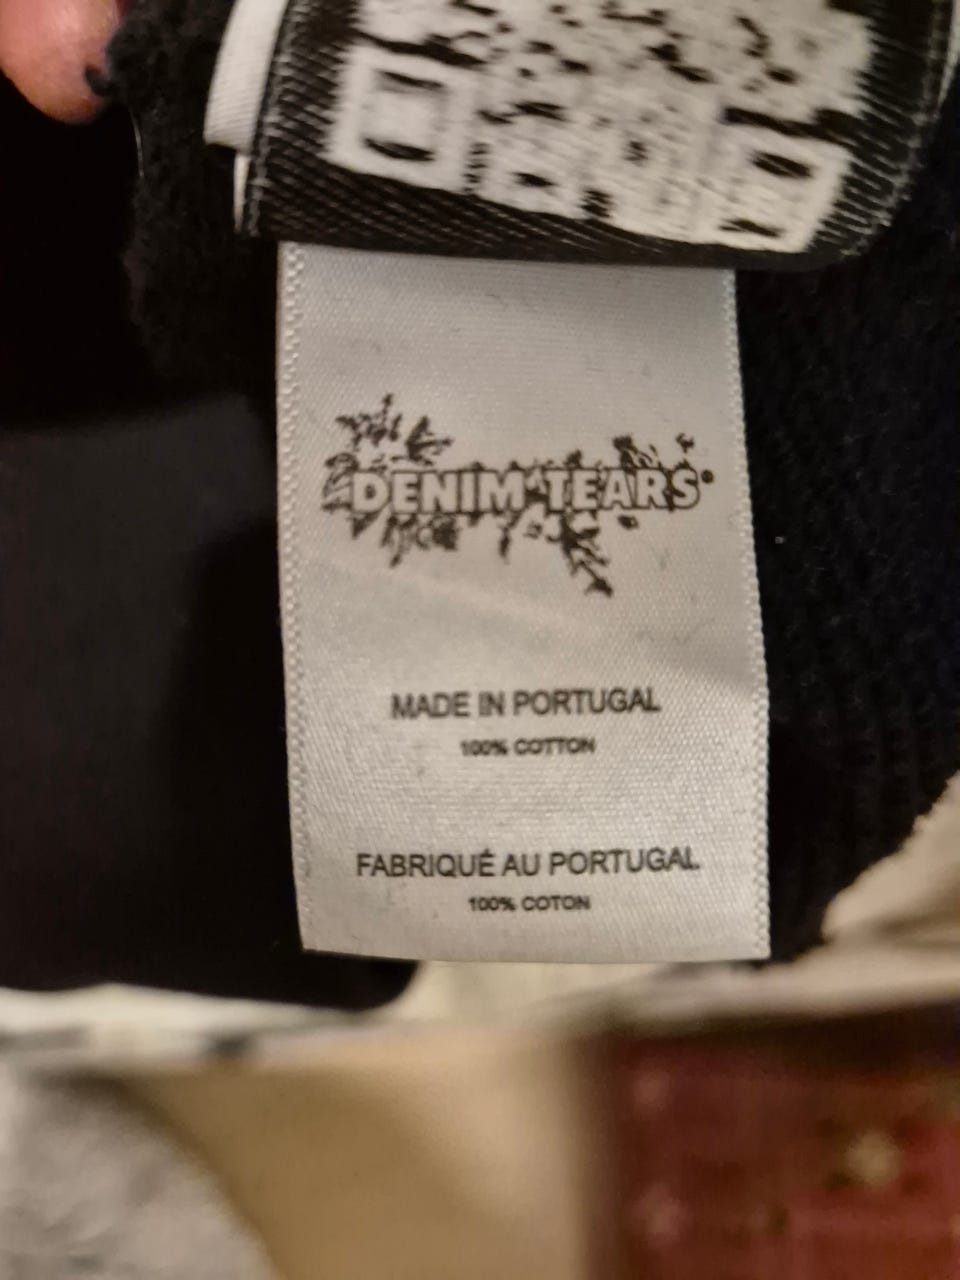 DENIM TEARS
MADE IN PORTUGAL
100% COTTON
FABRIQUÉ AU PORTUGAL
100% COTON